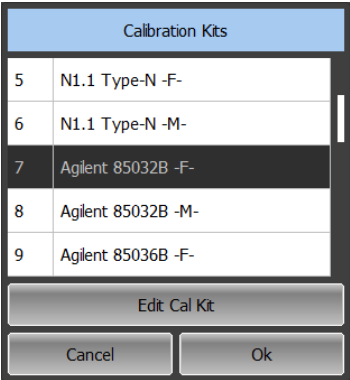 Calibration Kits
5 N1.1 Type-N -F-
6 N1.1 Type-N -M-
7 Agilent 85032B -F-
8 Agilent 85032B -M-
9 Agilent 85036B -F-
Edit Cal Kit
Cancel Ok